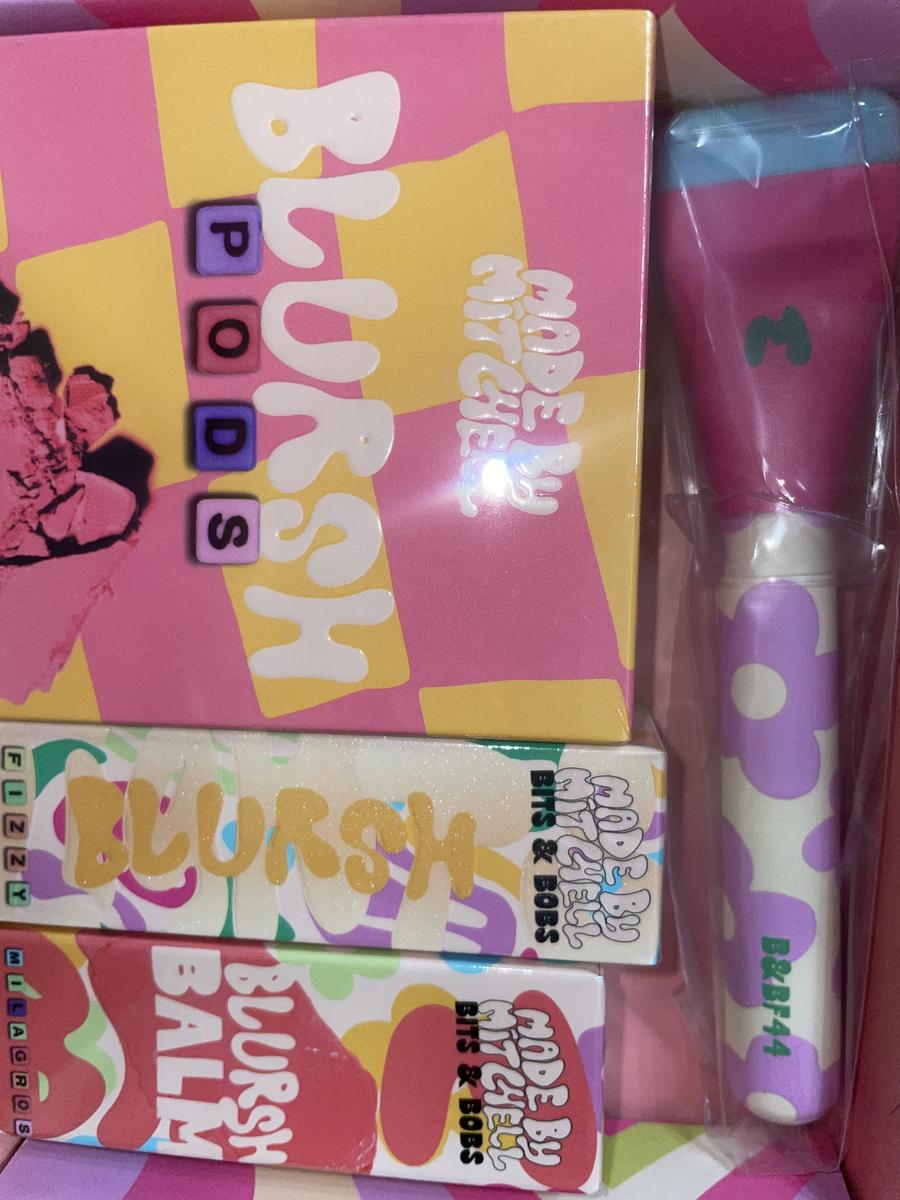 MADE BY
MITCHELL
BLURSH
PODS
MADE BY
MITCHELL
BITS & BOBS
BLURSH
FIZZY
MADE BY
MITCHELL
BITS & BOBS
BLURSH
BALM
MILAGROS
B&BF44